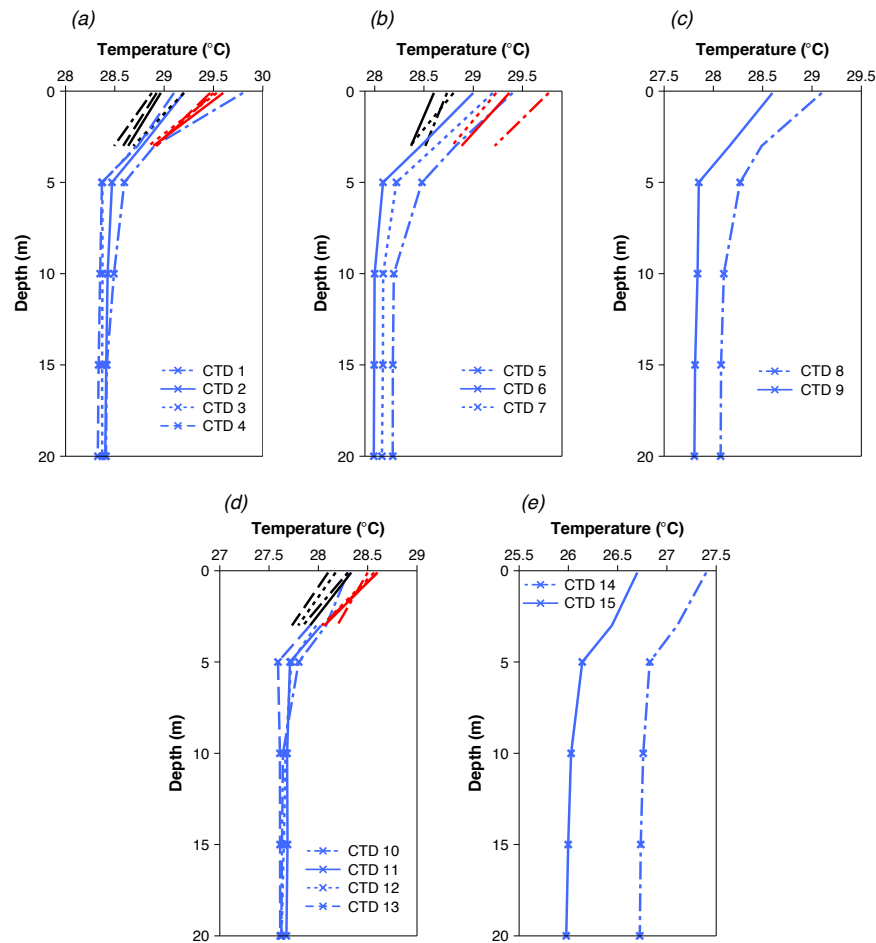 (a)
Temperature (°C)
28 28.5 29 29.5 30
0
5
10
15
20
Depth (m)
CTD 1
CTD 2
CTD 3
CTD 4
(b)
Temperature (°C)
28 28.5 29 29.5
0
5
10
15
20
Depth (m)
CTD 5
CTD 6
CTD 7
(c)
Temperature (°C)
27.5 28 28.5 29 29.5
0
5
10
15
20
Depth (m)
CTD 8
CTD 9
(d)
Temperature (°C)
27 27.5 28 28.5 29
0
5
10
15
20
Depth (m)
CTD 10
CTD 11
CTD 12
CTD 13
(e)
Temperature (°C)
25.5 26 26.5 27 27.5
0
5
10
15
20
Depth (m)
CTD 14
CTD 15